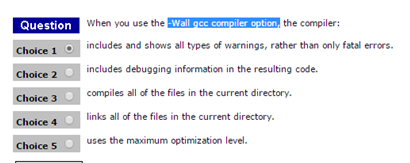 Question When you use the -Wall gcc compiler option, the compiler:
Choice 1 includes and shows all types of warnings, rather than only fatal errors.
Choice 2 includes debugging information in the resulting code.
Choice 3 compiles all of the files in the current directory.
Choice 4 links all of the files in the current directory.
Choice 5 uses the maximum optimization level.